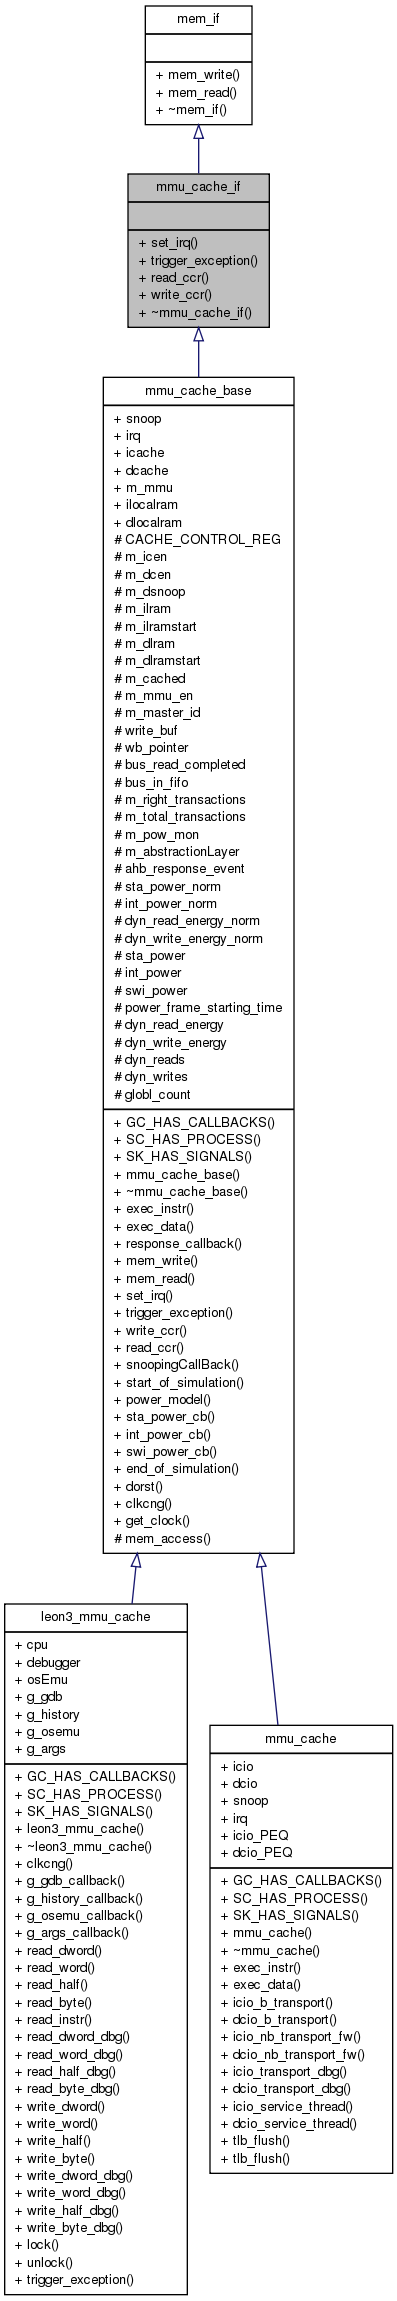 mem_if
+ mem_write()
+ mem_read()
+ ~mem_if()
mmu_cache_if
+ set_irq()
+ trigger_exception()
+ read_ccr()
+ write_ccr()
+ ~mmu_cache_if()
mmu_cache_base
+ snoop
+ irq
+ icache
+ dcache
+ m_mmu
+ ilocalram
+ dlocalram
# CACHE_CONTROL_REG
# m_icen
# m_dcen
# m_dsnoop
# m_ilram
# m_ilramstart
# m_dlram
# m_dlramstart
# m_cached
# m_mmu_en
# m_master_id
# write_buf
# wb_pointer
# bus_read_completed
# bus_in_fifo
# m_right_transactions
# m_total_transactions
# m_pow_mon
# m_abstractionLayer
# ahb_response_event
# sta_power_norm
# int_power_norm
# dyn_read_energy_norm
# dyn_write_energy_norm
# sta_power
# int_power
# swi_power
# power_frame_starting_time
# dyn_read_energy
# dyn_write_energy
# dyn_reads
# dyn_writes
# globl_count
+ GC_HAS_CALLBACKS()
+ SC_HAS_PROCESS()
+ SK_HAS_SIGNALS()
+ mmu_cache_base()
+ ~mmu_cache_base()
+ exec_instr()
+ exec_data()
+ response_callback()
+ mem_write()
+ mem_read()
+ set_irq()
+ trigger_exception()
+ write_ccr()
+ read_ccr()
+ snoopingCallBack()
+ start_of_simulation()
+ power_model()
+ sta_power_cb()
+ int_power_cb()
+ swi_power_cb()
+ end_of_simulation()
+ dorst()
+ clkcng()
+ get_clock()
# mem_access()
leon3_mmu_cache
+ cpu
+ debugger
+ osEmu
+ g_gdb
+ g_history
+ g_osemu
+ g_args
+ GC_HAS_CALLBACKS()
+ SC_HAS_PROCESS()
+ SK_HAS_SIGNALS()
+ leon3_mmu_cache()
+ ~leon3_mmu_cache()
+ clkcng()
+ g_gdb_callback()
+ g_history_callback()
+ g_osemu_callback()
+ g_args_callback()
+ read_dword()
+ read_word()
+ read_half()
+ read_byte()
+ read_instr()
+ read_dword_dbg()
+ read_word_dbg()
+ read_half_dbg()
+ read_byte_dbg()
+ write_dword()
+ write_word()
+ write_half()
+ write_byte()
+ write_dword_dbg()
+ write_word_dbg()
+ write_half_dbg()
+ write_byte_dbg()
+ lock()
+ unlock()
+ trigger_exception()
mmu_cache
+ icio
+ dcio
+ snoop
+ irq
+ icio_PEQ
+ dcio_PEQ
+ GC_HAS_CALLBACKS()
+ SC_HAS_PROCESS()
+ SK_HAS_SIGNALS()
+ mmu_cache()
+ ~mmu_cache()
+ exec_instr()
+ exec_data()
+ icio_b_transport()
+ dcio_b_transport()
+ icio_nb_transport_fw()
+ dcio_nb_transport_fw()
+ icio_transport_dbg()
+ dcio_transport_dbg()
+ icio_service_thread()
+ dcio_service_thread()
+ tlb_flush()
+ tlb_flush()